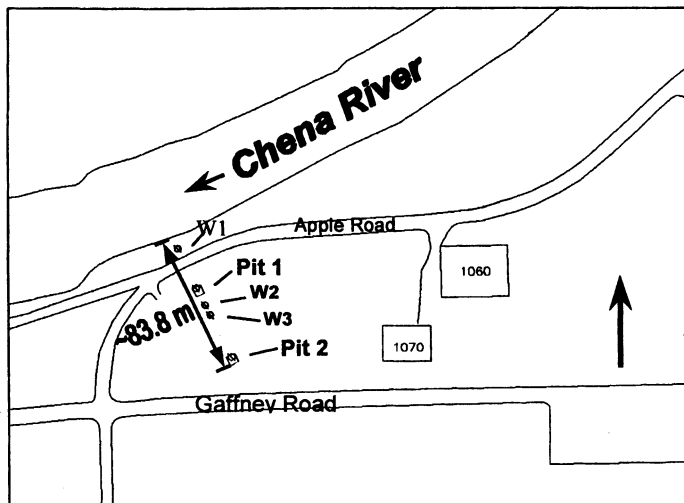 Chena River
W1
Apple Road
Pit 1
1060
W2
W3
~83.8 m
Pit 2
1070
Gaffney Road